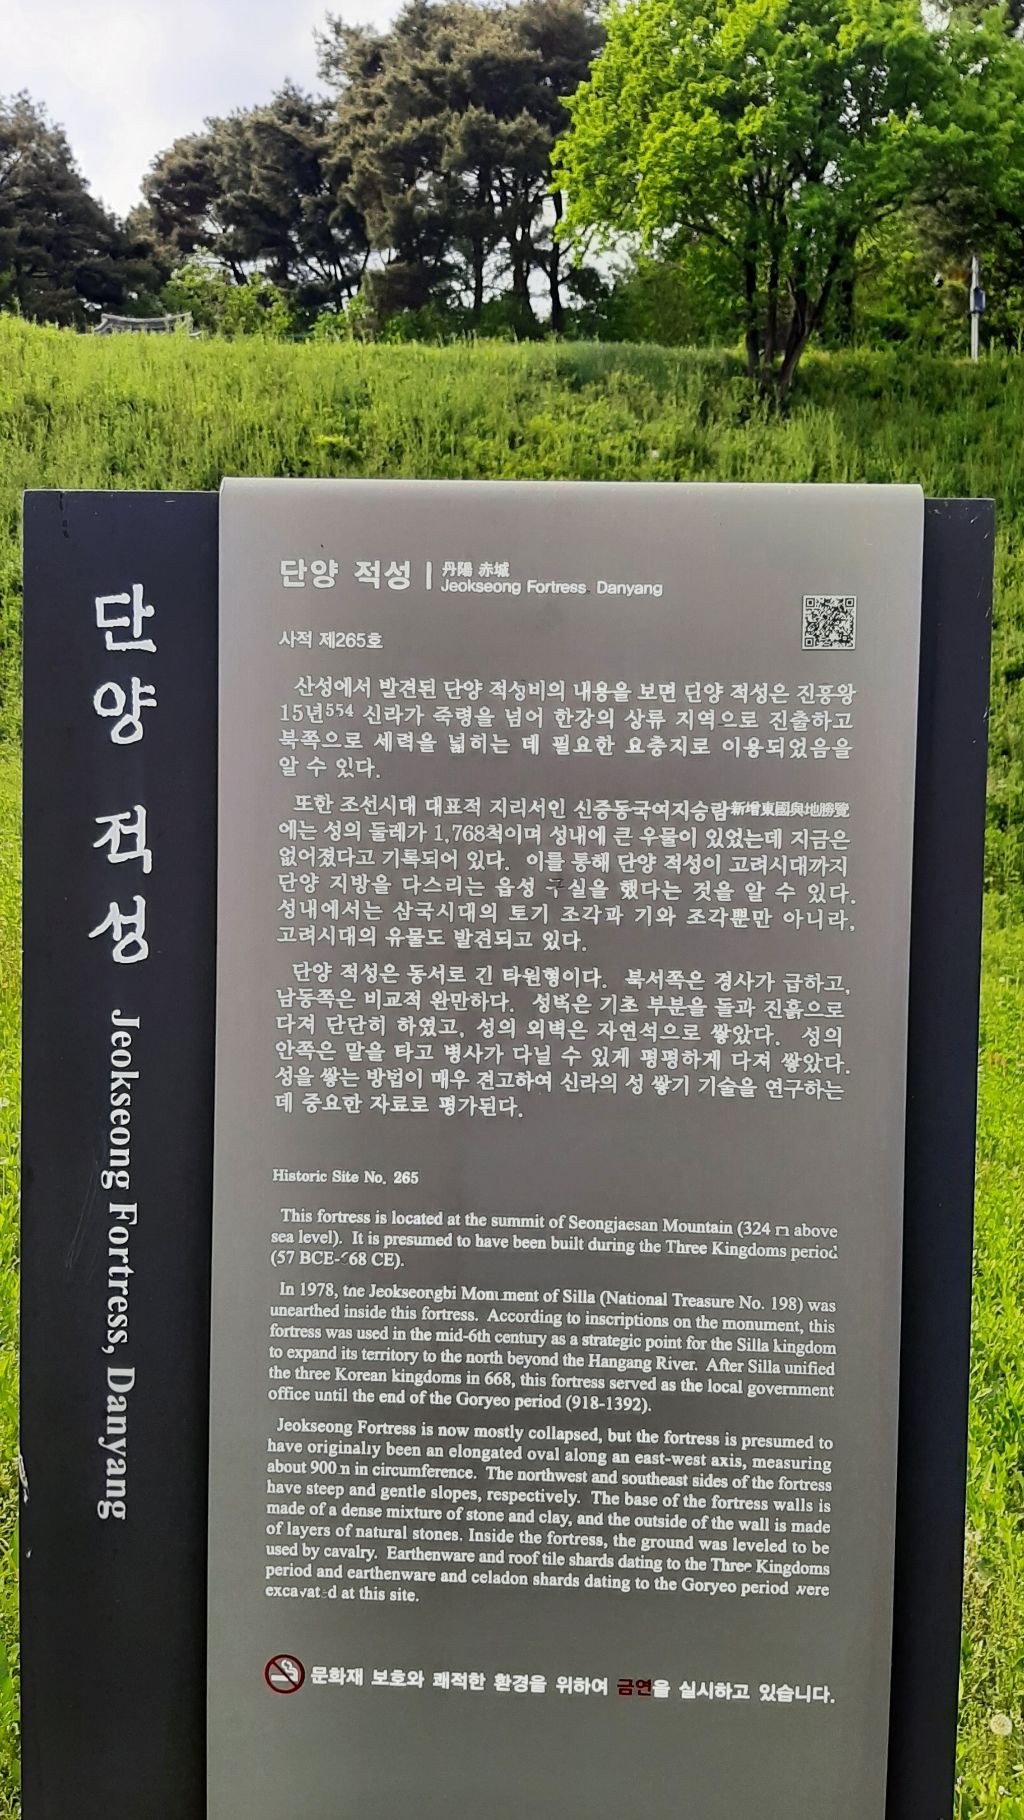 단양 적성
Jeokseong Fortress, Danyang
단양 적성 | 丹陽 赤城
Jeokseong Fortress Danyang
사적 제265호
산성에서 발견된 단양 적성비의 내용을 보면 단양 적성은 진흥왕
15년554 신라가 죽령을 넘어 한강의 상류 지역으로 진출하고
북쪽으로 세력을 넓히는 데 필요한 요충지로 이용되었음을
알 수 있다.
또한 조선시대 대표적 지리서인 신증동국여지승람新增東國輿地勝覽
에는 성의 둘레가 1,768척이며 성내에 큰 우물이 있었는데 지금은
없어졌다고 기록되어 있다. 이를 통해 단양 적성이 고려시대까지
단양 지방을 다스리는 읍성 구실을 했다는 것을 알 수 있다.
성내에서는 삼국시대의 토기 조각과 기와 조각뿐만 아니라,
고려시대의 유물도 발견되고 있다.
단양 적성은 동서로 긴 타원형이다. 북서쪽은 경사가 급하고,
남동쪽은 비교적 완만하다. 성벽은 기초 부분을 돌과 진흙으로
다져 단단히 하였고, 성의 외벽은 자연석으로 쌓았다. 성의
안쪽은 말을 타고 병사가 다닐 수 있게 평평하게 다져 쌓았다.
성을 쌓는 방법이 매우 견고하여 신라의 성 쌓기 기술을 연구하는
데 중요한 자료로 평가된다.
Historic Site No. 265
This fortress is located at the summit of Seongjaesan Mountain (324 m above
sea level). It is presumed to have been built during the Three Kingdoms period
(57 BCE-668 CE).
In 1978, the Jeokseongbi Monument of Silla (National Treasure No. 198) was
unearthed inside this fortress. According to inscriptions on the monument, this
fortress was used in the mid-6th century as a strategic point for the Silla kingdom
to expand its territory to the north beyond the Hangang River. After Silla unified
the three Korean kingdoms in 668, this fortress served as the local government
office until the end of the Goryeo period (918-1392).
Jeokseong Fortress is now mostly collapsed, but the fortress is presumed to
have originally been an elongated oval along an east-west axis, measuring
about 900 m in circumference. The northwest and southeast sides of the fortress
have steep and gentle slopes, respectively. The base of the fortress walls is
made of a dense mixture of stone and clay, and the outside of the wall is made
of layers of natural stones. Inside the fortress, the ground was leveled to be
used by cavalry. Earthenware and roof tile shards dating to the Three Kingdoms
period and earthenware and celadon shards dating to the Goryeo period were
excavated at this site.
문화재 보호와 쾌적한 환경을 위하여 금연을 실시하고 있습니다.